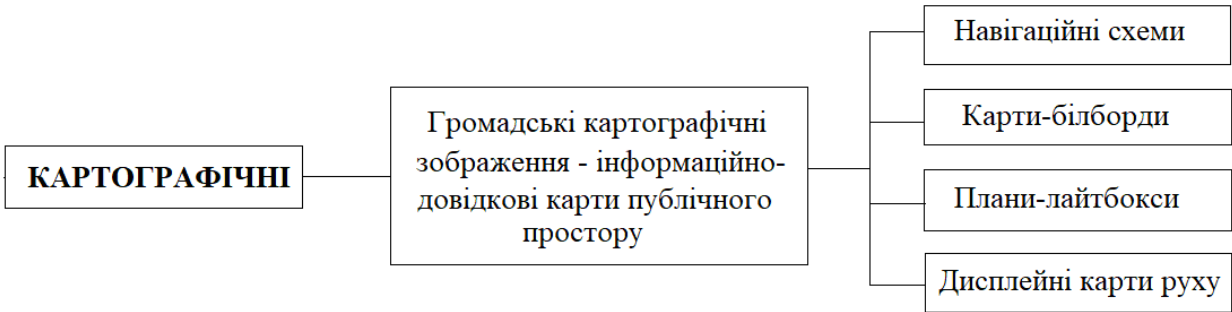 КАРТОГРАФІЧНІ
Громадські картографічні
зображення - інформаційно-
довідкові карти публічного
простору
Навігаційні схеми
Карти-білборди
Плани-лайтбокси
Дисплейні карти руху